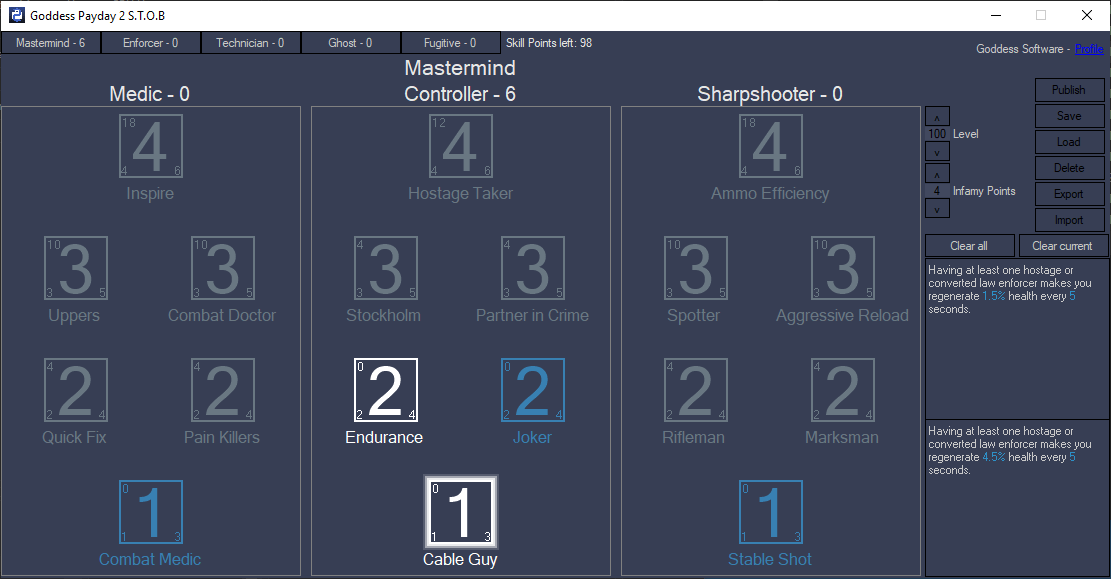 Goddess Payday 2 S.T.O.B
Mastermind - 6 Enforcer - 0 Technician - 0 Ghost - 0 Fugitive - 0 Skill Points left: 98
Goddess Software - Profile
Mastermind
Medic - 0 Controller - 6 Sharpshooter - 0
18 4 4 6 12 4 4 6 18 4 4 6
Inspire Hostage Taker Ammo Efficiency
10 3 3 5 10 3 3 5 4 3 3 5 4 3 3 5 10 3 3 5 10 3 3 5
Uppers Combat Doctor Stockholm Partner in Crime Spotter Aggressive Reload
4 2 2 4 4 2 2 4 0 2 2 4 0 2 2 4 4 2 2 4 4 2 2 4
Quick Fix Pain Killers Endurance Joker Rifleman Marksman
0 1 1 3 0 1 1 3 0 1 1 3
Combat Medic Cable Guy Stable Shot
^
100 Level
v
^
4 Infamy Points
v
Publish
Save
Load
Delete
Export
Import
Clear all Clear current
Having at least one hostage or
converted law enforcer makes you
regenerate 1.5% health every 5
seconds.
Having at least one hostage or
converted law enforcer makes you
regenerate 4.5% health every 5
seconds.